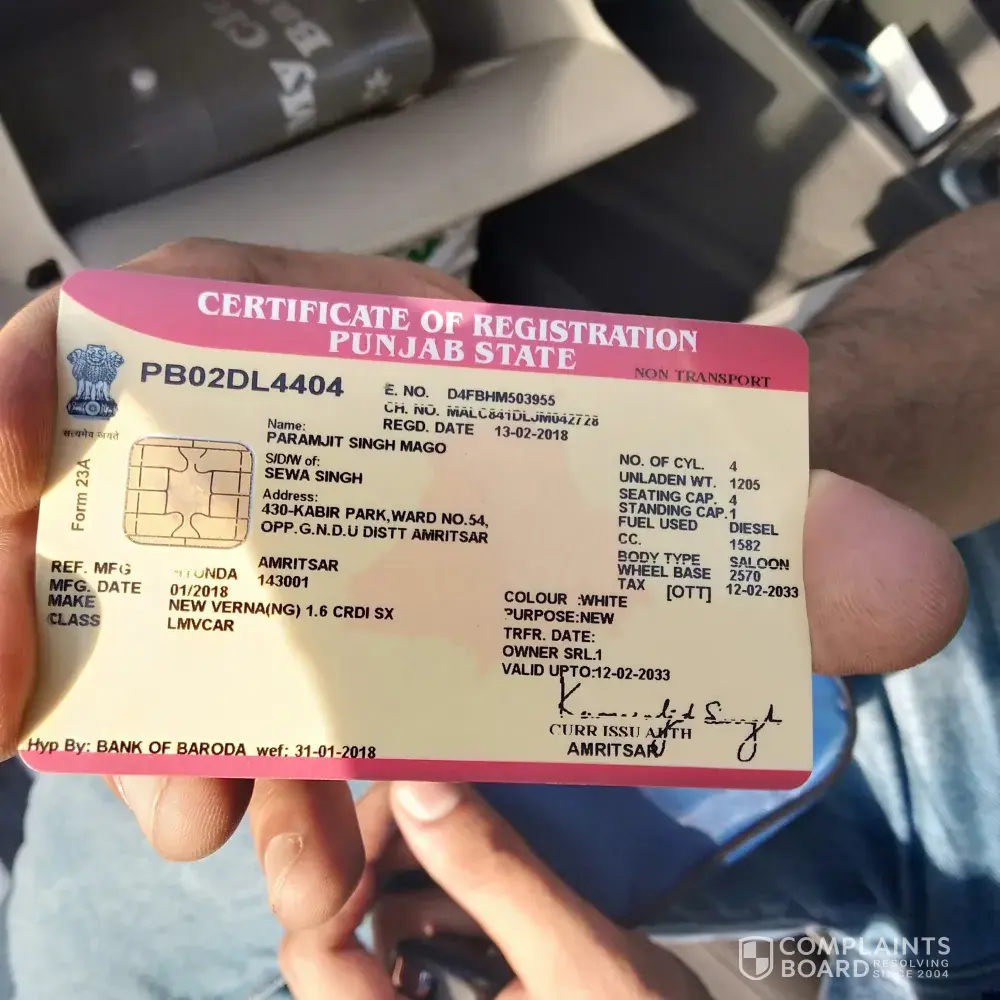 My Cl
Ba
CERTIFICATE OF REGISTRATION
PUNJAB STATE
NON TRANSPORT
PB02DL4404
E. NO. D4FBHM503955
CH. NO. MALC841DLJM042728
REGD. DATE 13-02-2018
सत्यमेव जयते
Form 23A
Name:
PARAMJIT SINGH MAGO
S/D/W of:
SEWA SINGH
Address:
430-KABIR PARK,WARD NO.54,
OPP.G.N.D.U DISTT AMRITSAR
AMRITSAR
143001
NO. OF CYL. 4
UNLADEN WT. 1205
SEATING CAP. 4
STANDING CAP.1
FUEL USED DIESEL
CC. 1582
BODY TYPE SALOON
WHEEL BASE 2570
TAX [OTT] 12-02-2033
REF. MFG
MFG. DATE 01/2018
MAKE NEW VERNA(NG) 1.6 CRDI SX
CLASS LMVCAR
COLOUR :WHITE
PURPOSE:NEW
TRFR. DATE:
OWNER SRL.1
VALID UPTO:12-02-2033
CURR ISSU AUTH
AMRITSAR
Hyp By: BANK OF BARODA wef: 31-01-2018
COMPLAINTS
BOARD RESOLVING
SINCE 2004